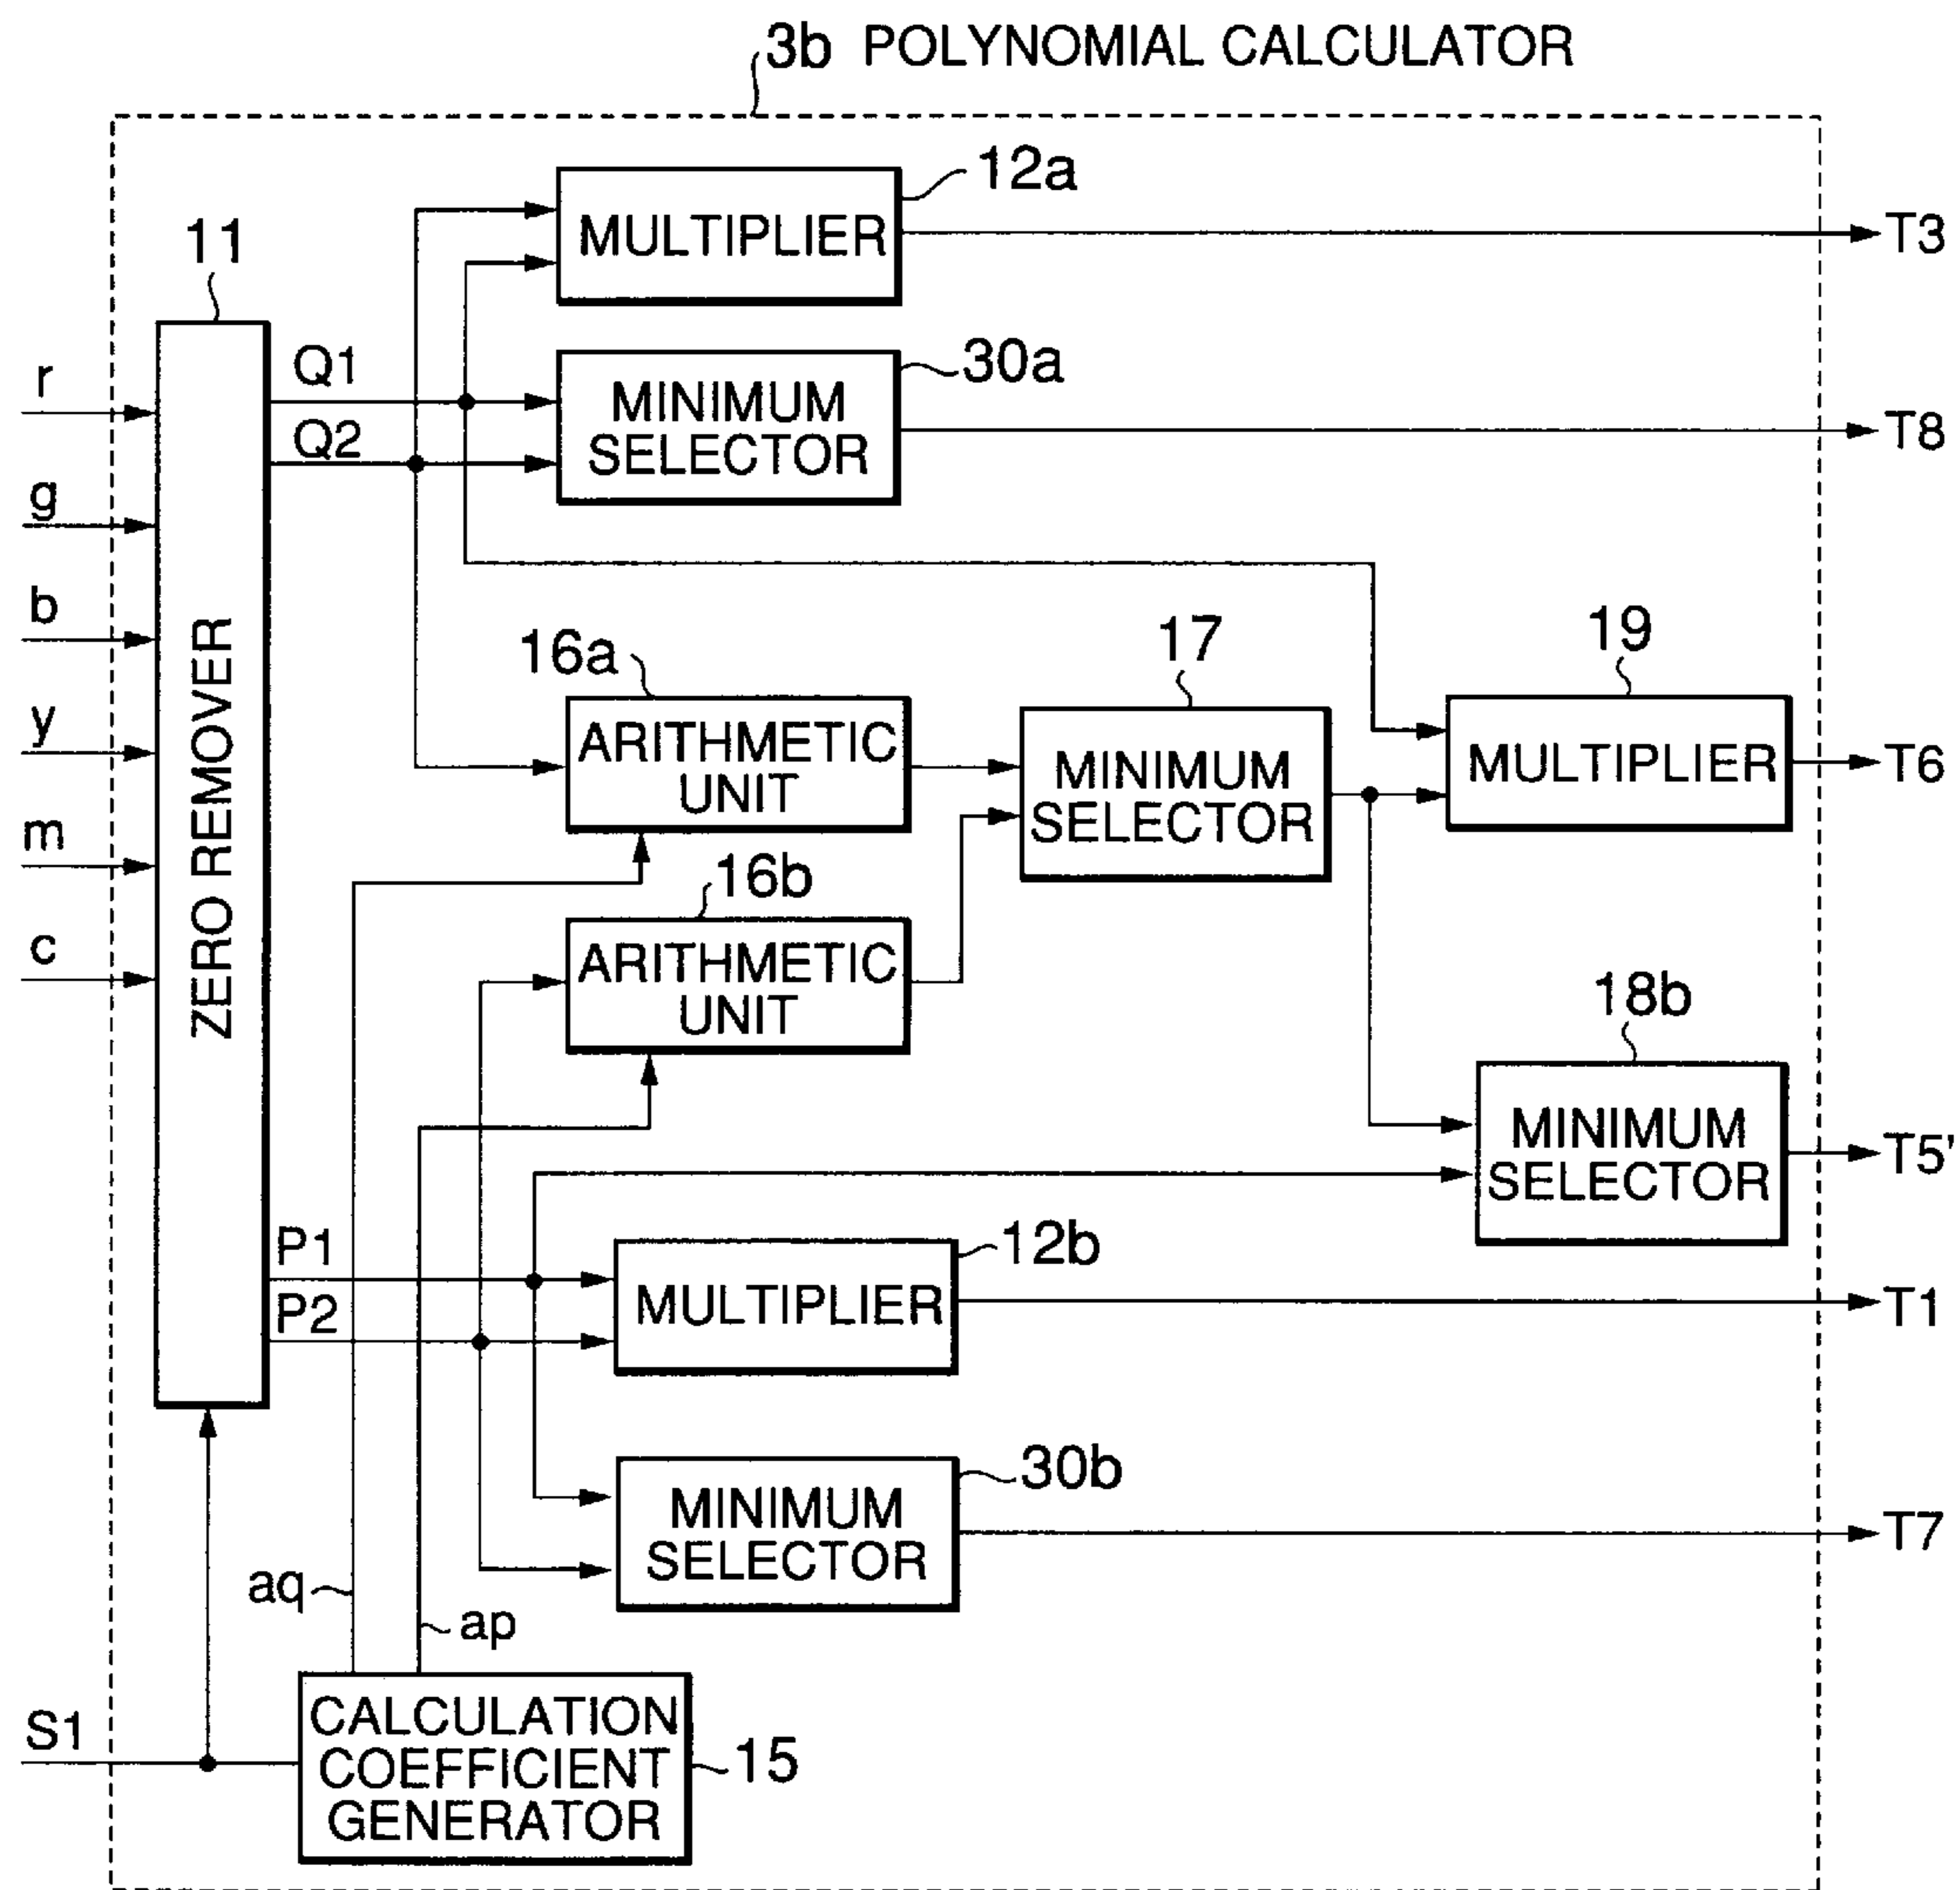 3b POLYNOMIAL CALCULATOR
12a
MULTIPLIER
T3
11
r
g
b
y
m
c
ZERO REMOVER
Q1
Q2
30a
MINIMUM
SELECTOR
T8
16a
ARITHMETIC
UNIT
17
MINIMUM
SELECTOR
19
MULTIPLIER
T6
16b
ARITHMETIC
UNIT
18b
MINIMUM
SELECTOR
T5'
P1
P2
12b
MULTIPLIER
T1
30b
MINIMUM
SELECTOR
T7
aq
ap
S1
CALCULATION
COEFFICIENT
GENERATOR
15